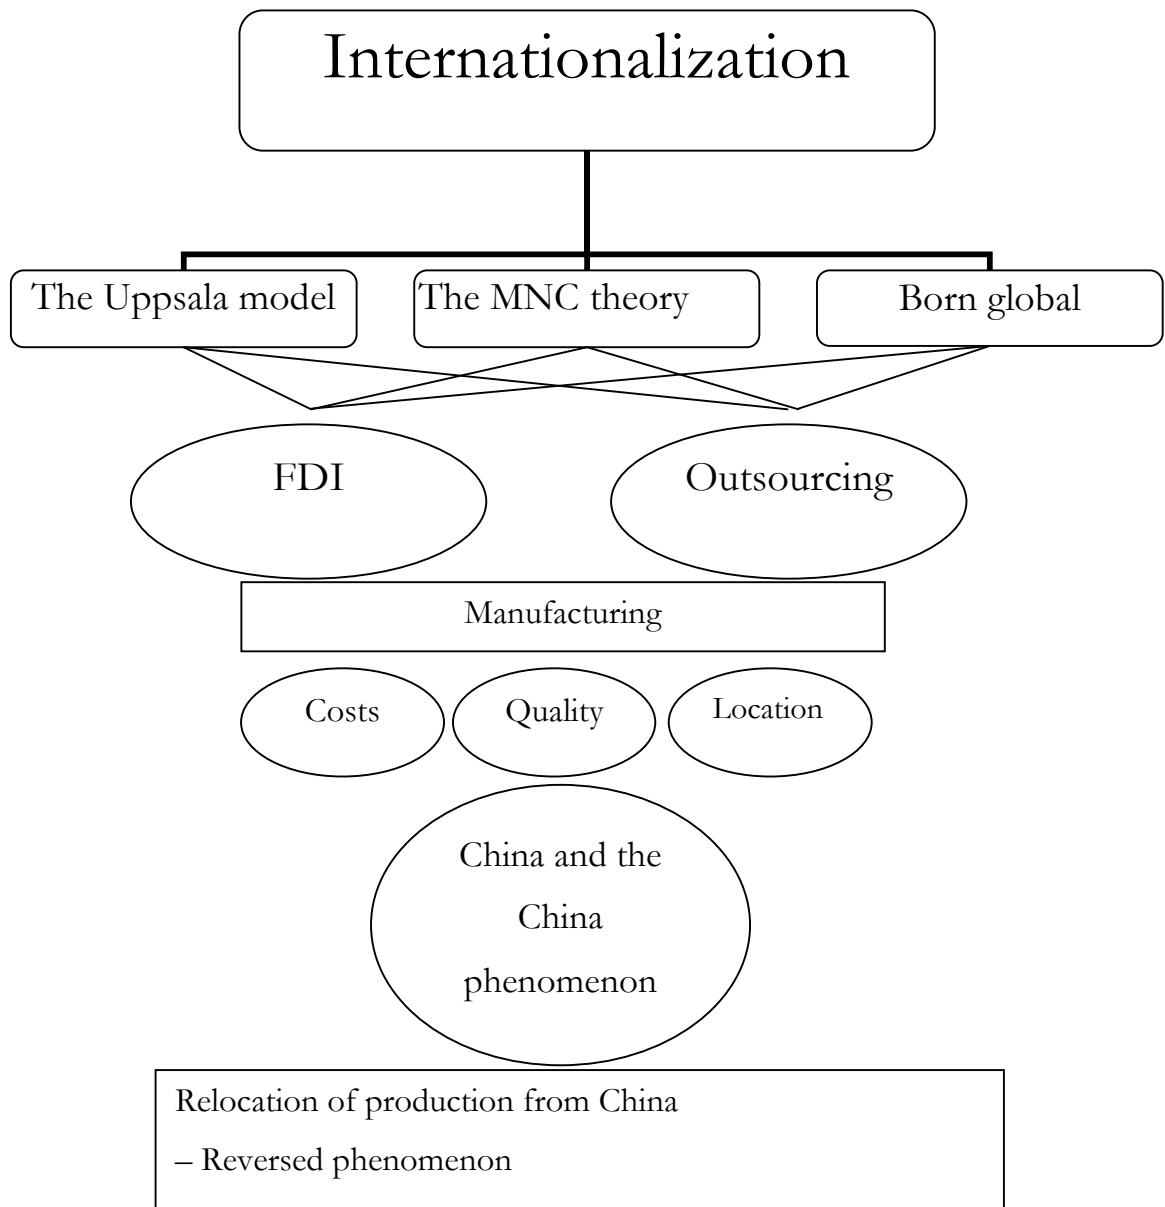 Internationalization
The Uppsala model
The MNC theory
Born global
FDI
Outsourcing
Manufacturing
Costs
Quality
Location
China and the
China
phenomenon
Relocation of production from China
– Reversed phenomenon